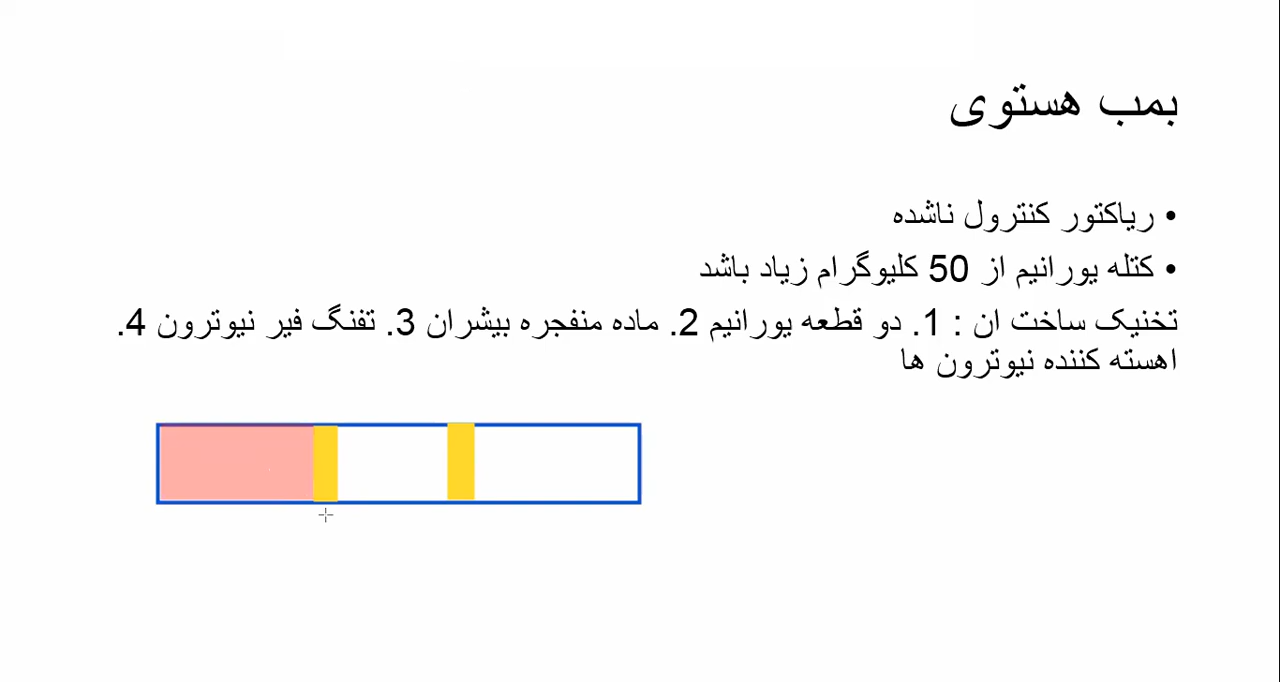 بمب هستوی
• ریاکتور کنترول ناشده
• کتله یورانیم از 50 کلیوگرام زیاد باشد
تخنیک ساخت ان : 1. دو قطعه یورانیم 2. ماده منفجره بیشران 3. تفنگ فیر نیوترون 4.
اهسته کننده نیوترون ها